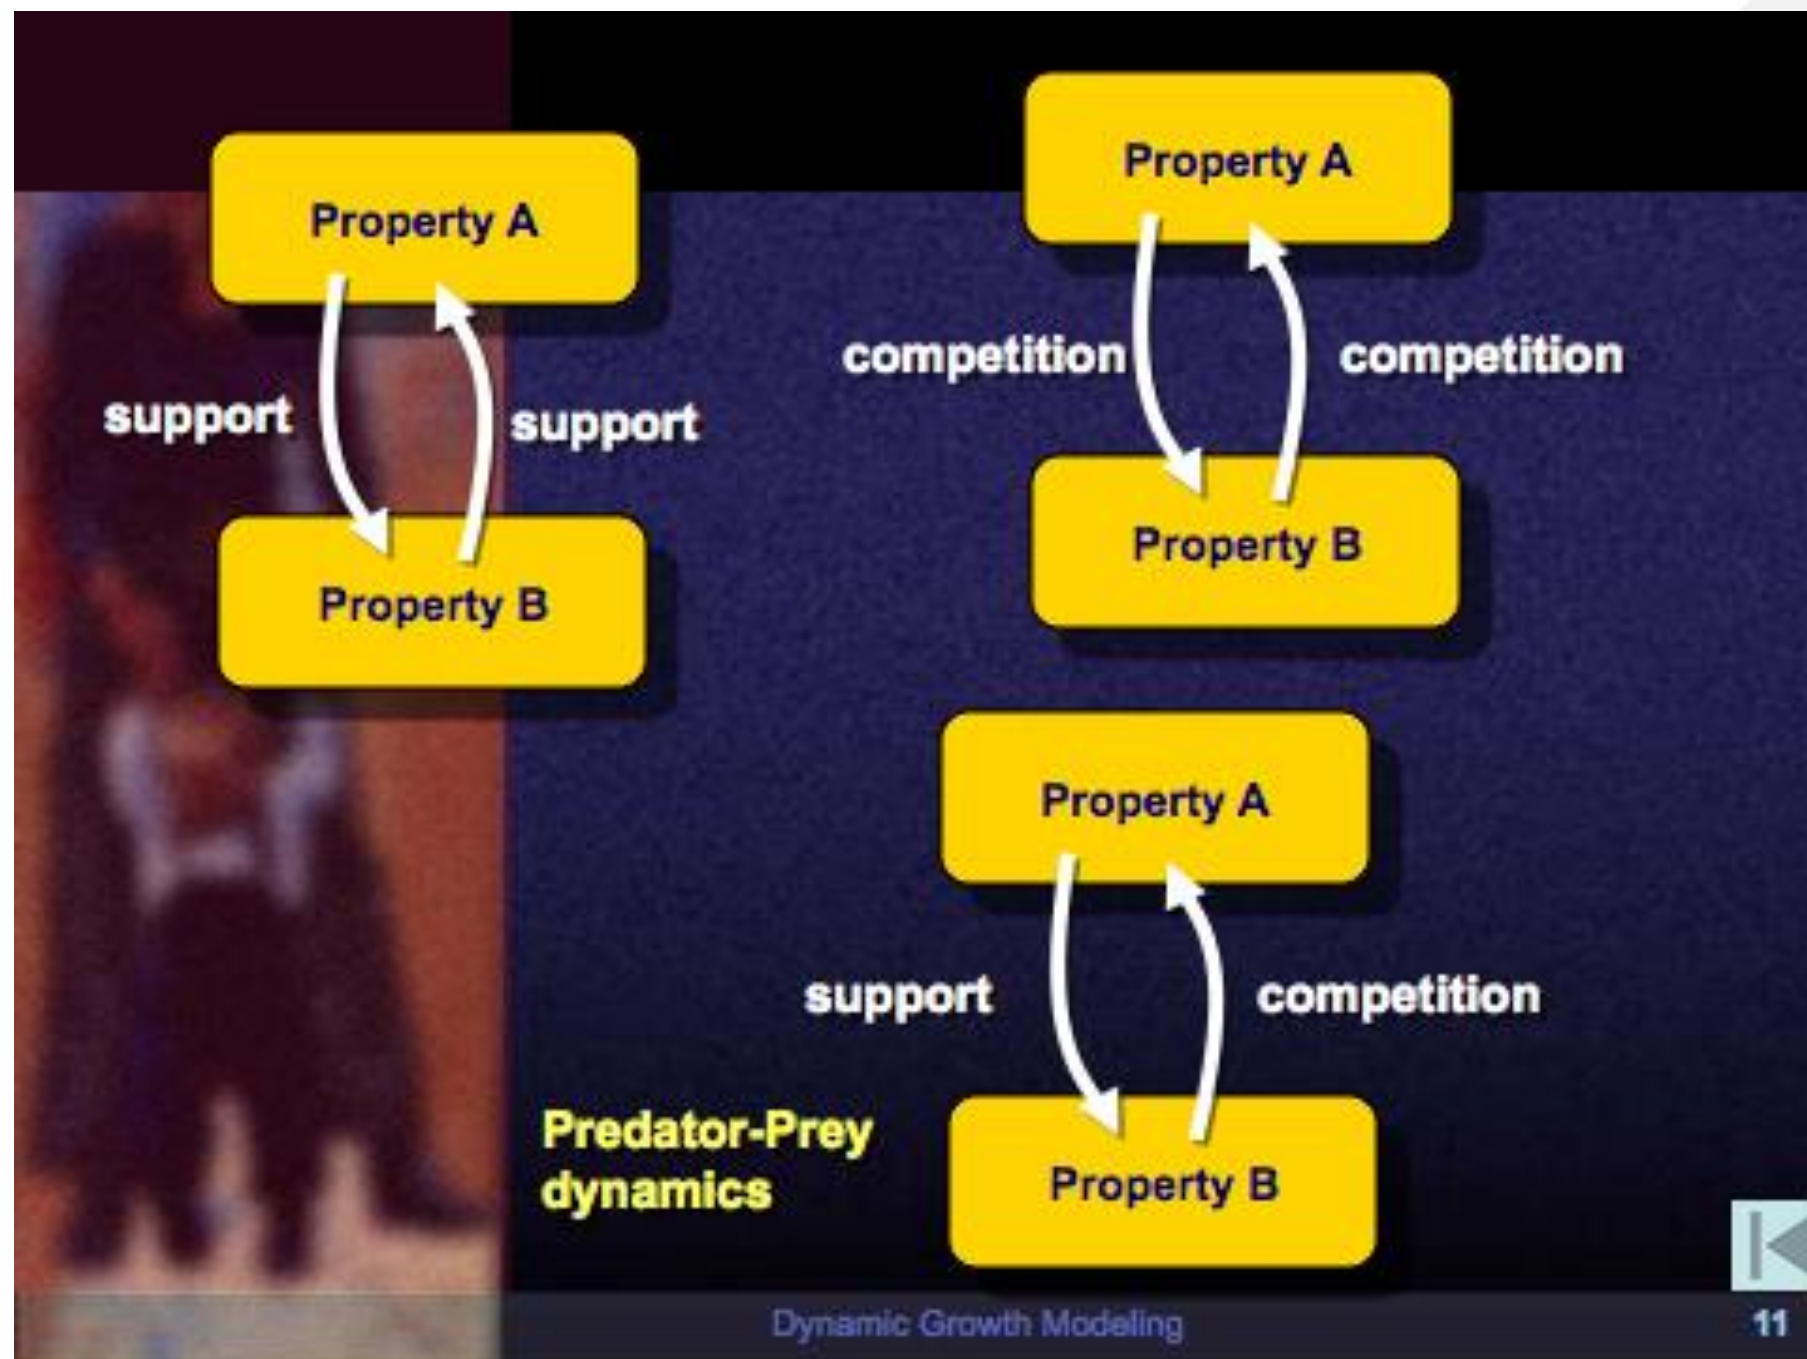 Property A
support
support
Property B
Property A
competition
competition
Property B
Property A
support
competition
Property B
Predator-Prey
dynamics
Dynamic Growth Modeling
11